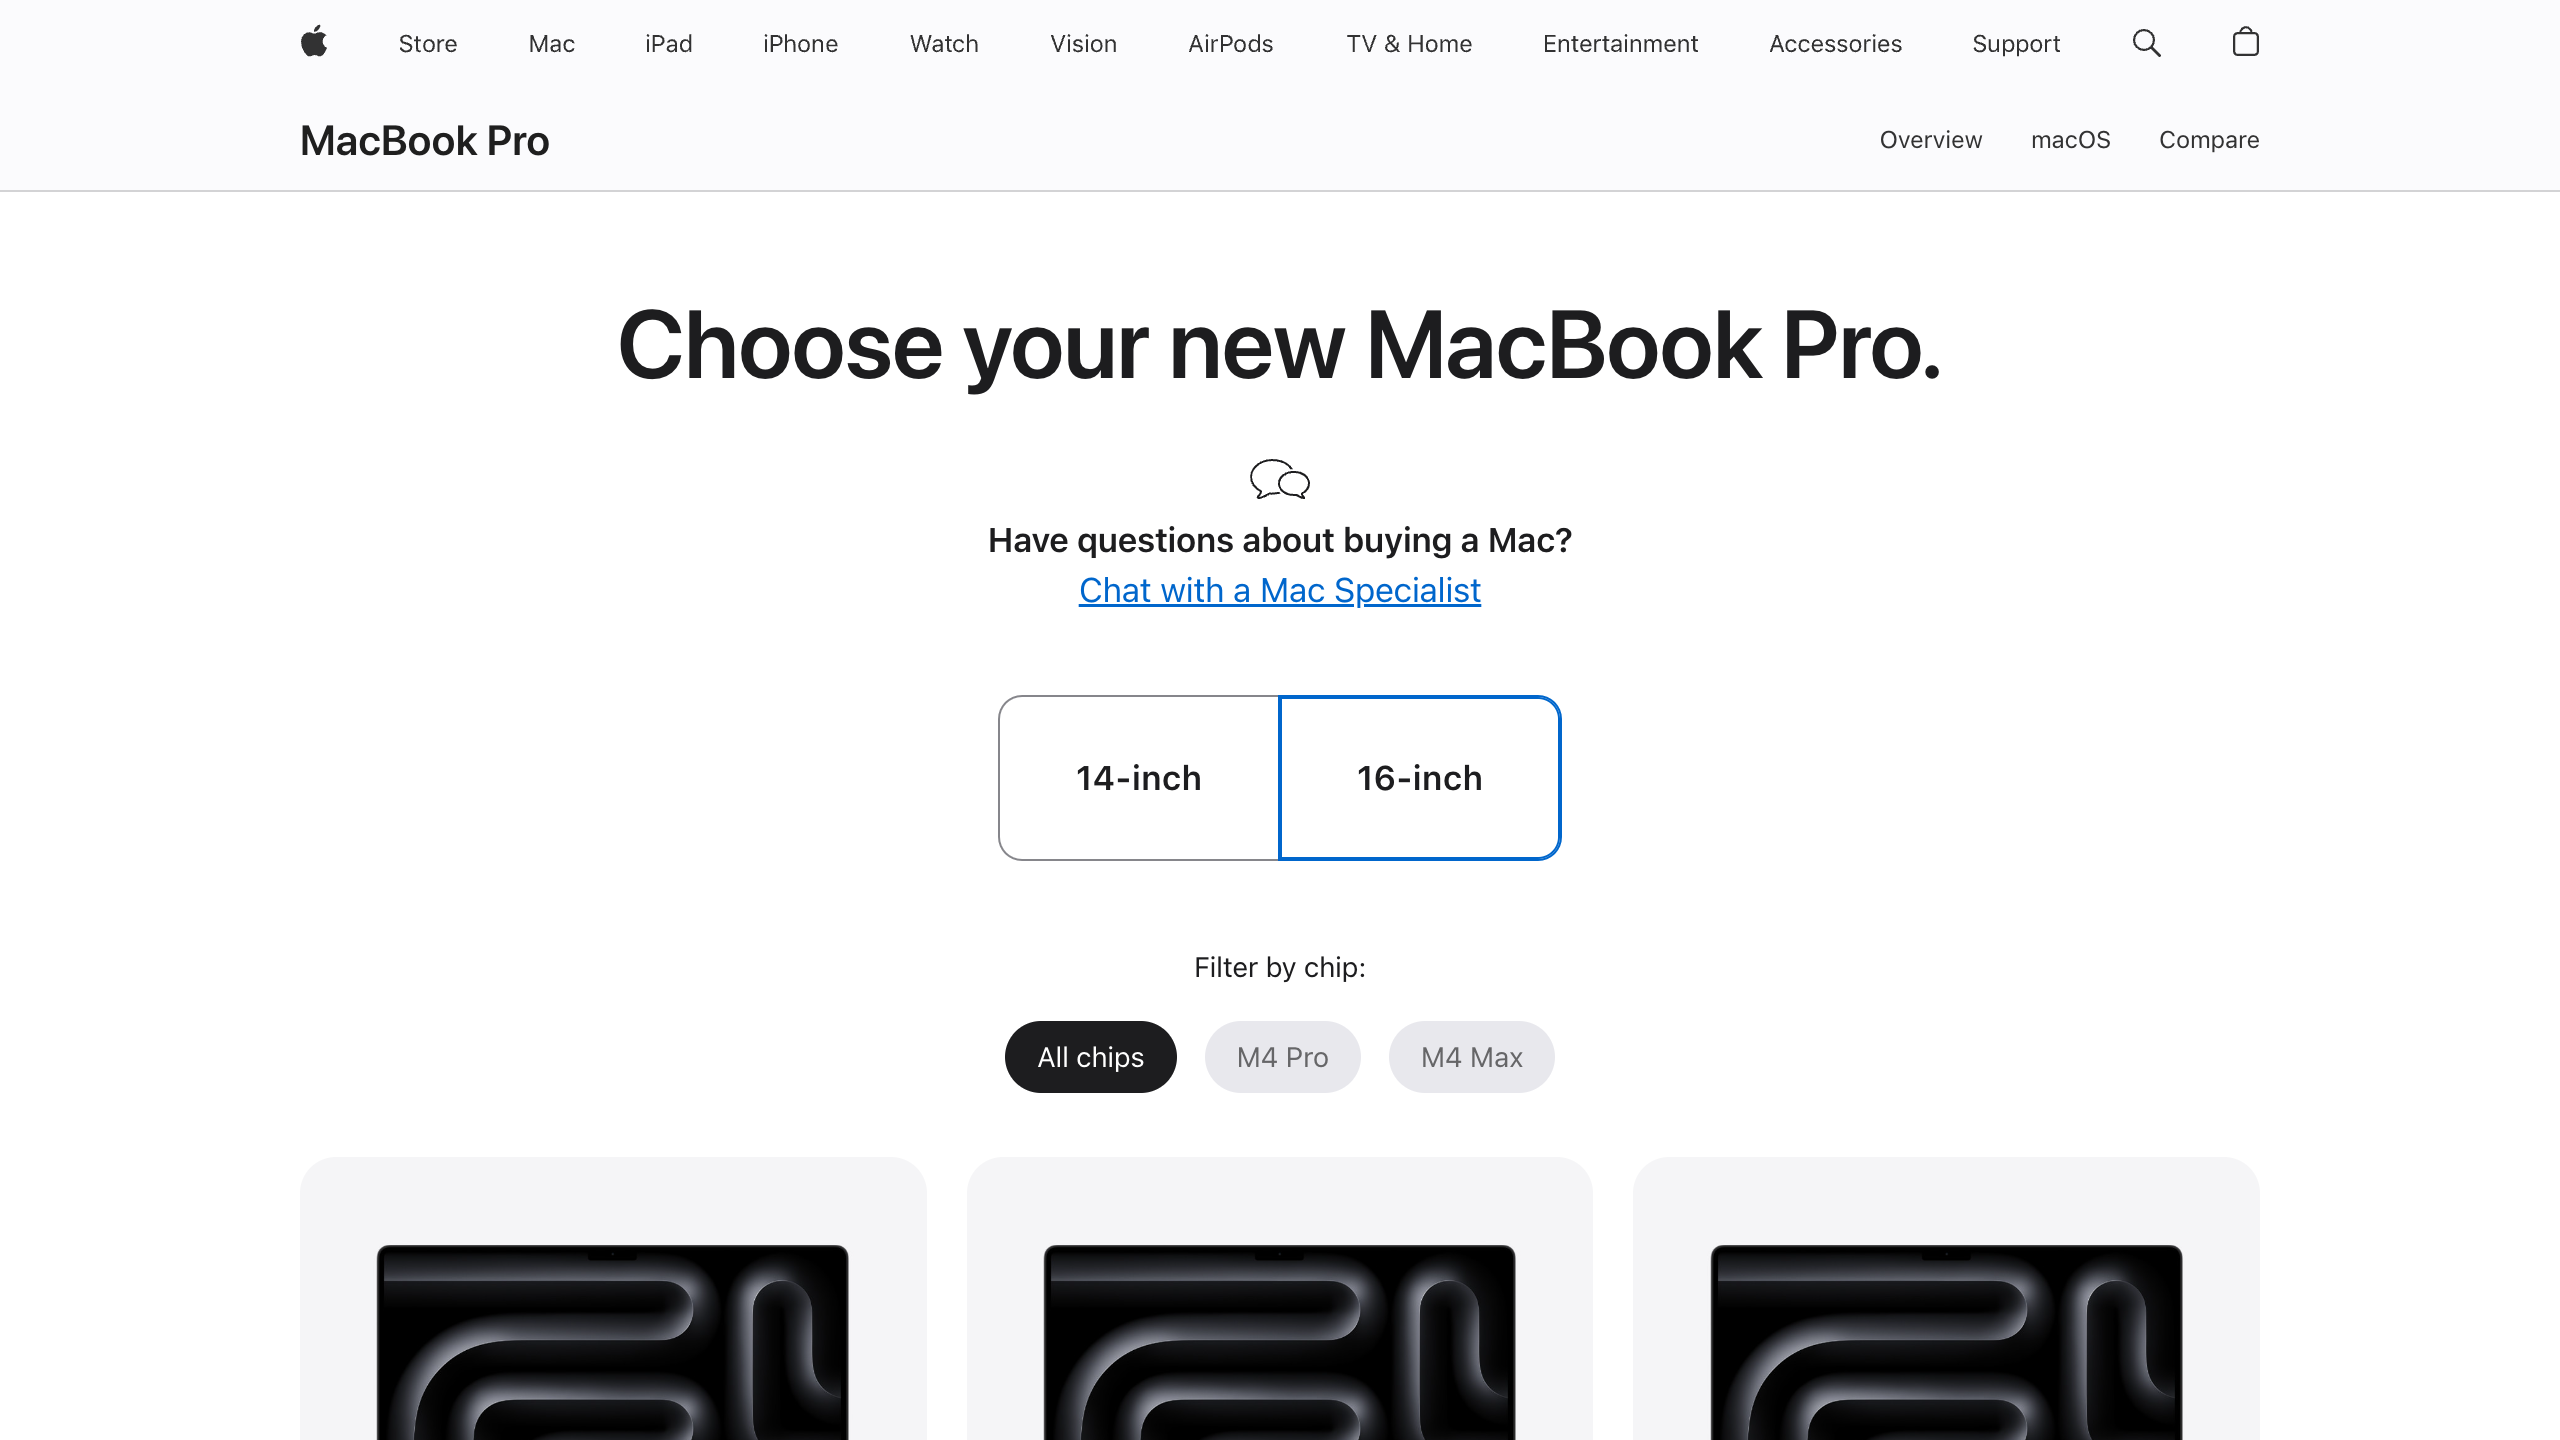 Store Mac iPad iPhone Watch Vision AirPods TV & Home Entertainment Accessories Support
MacBook Pro Overview macOS Compare
Choose your new MacBook Pro.
Have questions about buying a Mac?
Chat with a Mac Specialist
14-inch 16-inch
Filter by chip:
All chips M4 Pro M4 Max